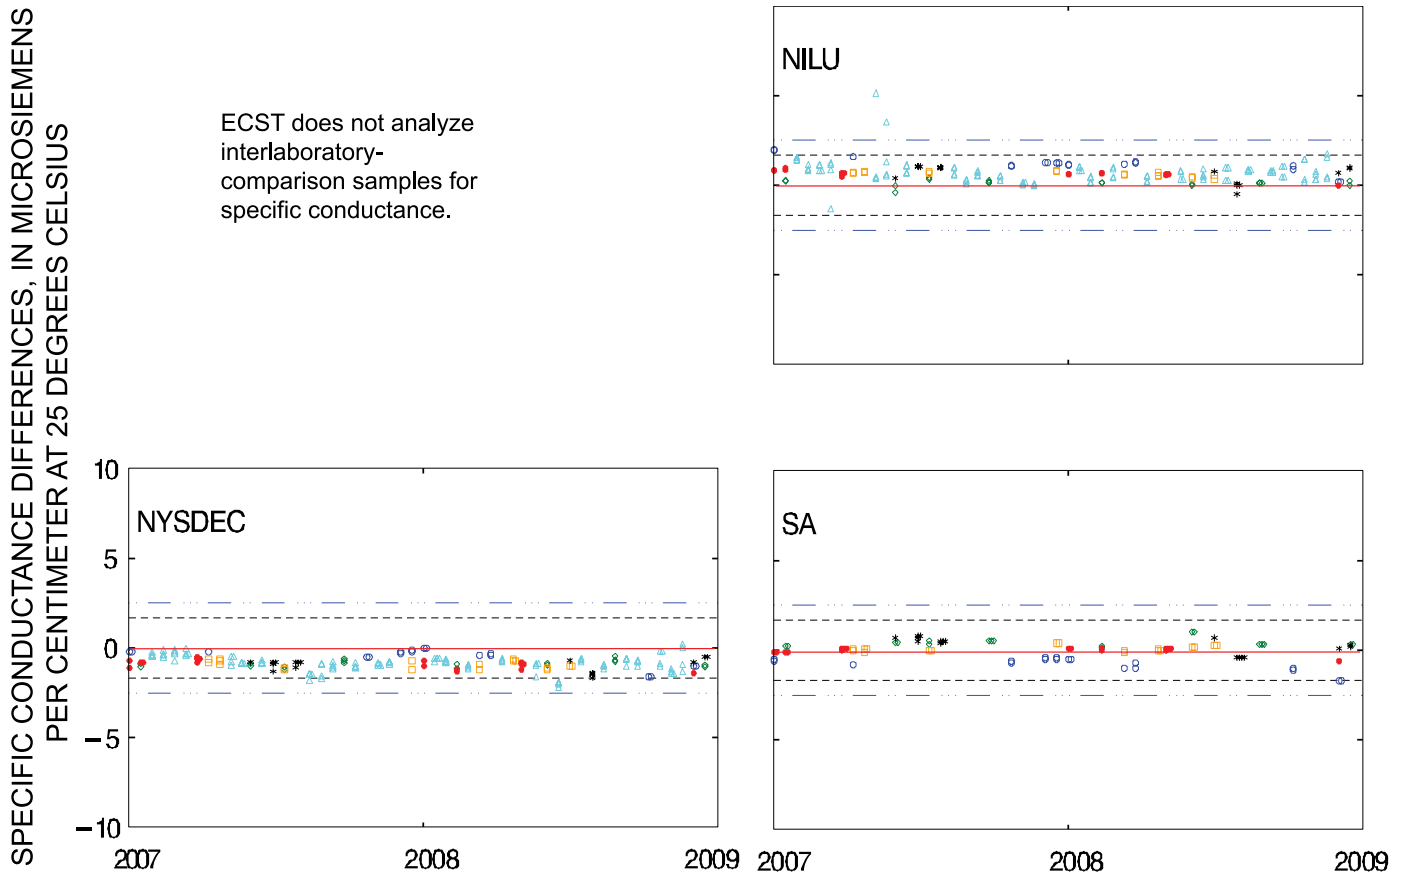 SPECIFIC CONDUCTANCE DIFFERENCES, IN MICROSIEMENS
PER CENTIMETER AT 25 DEGREES CELSIUS
ECST does not analyze
interlaboratory-
comparison samples for
specific conductance.
NILU
10
5
0
−5
−10
NYSDEC
2007
2008
2009
SA
2007
2008
2009